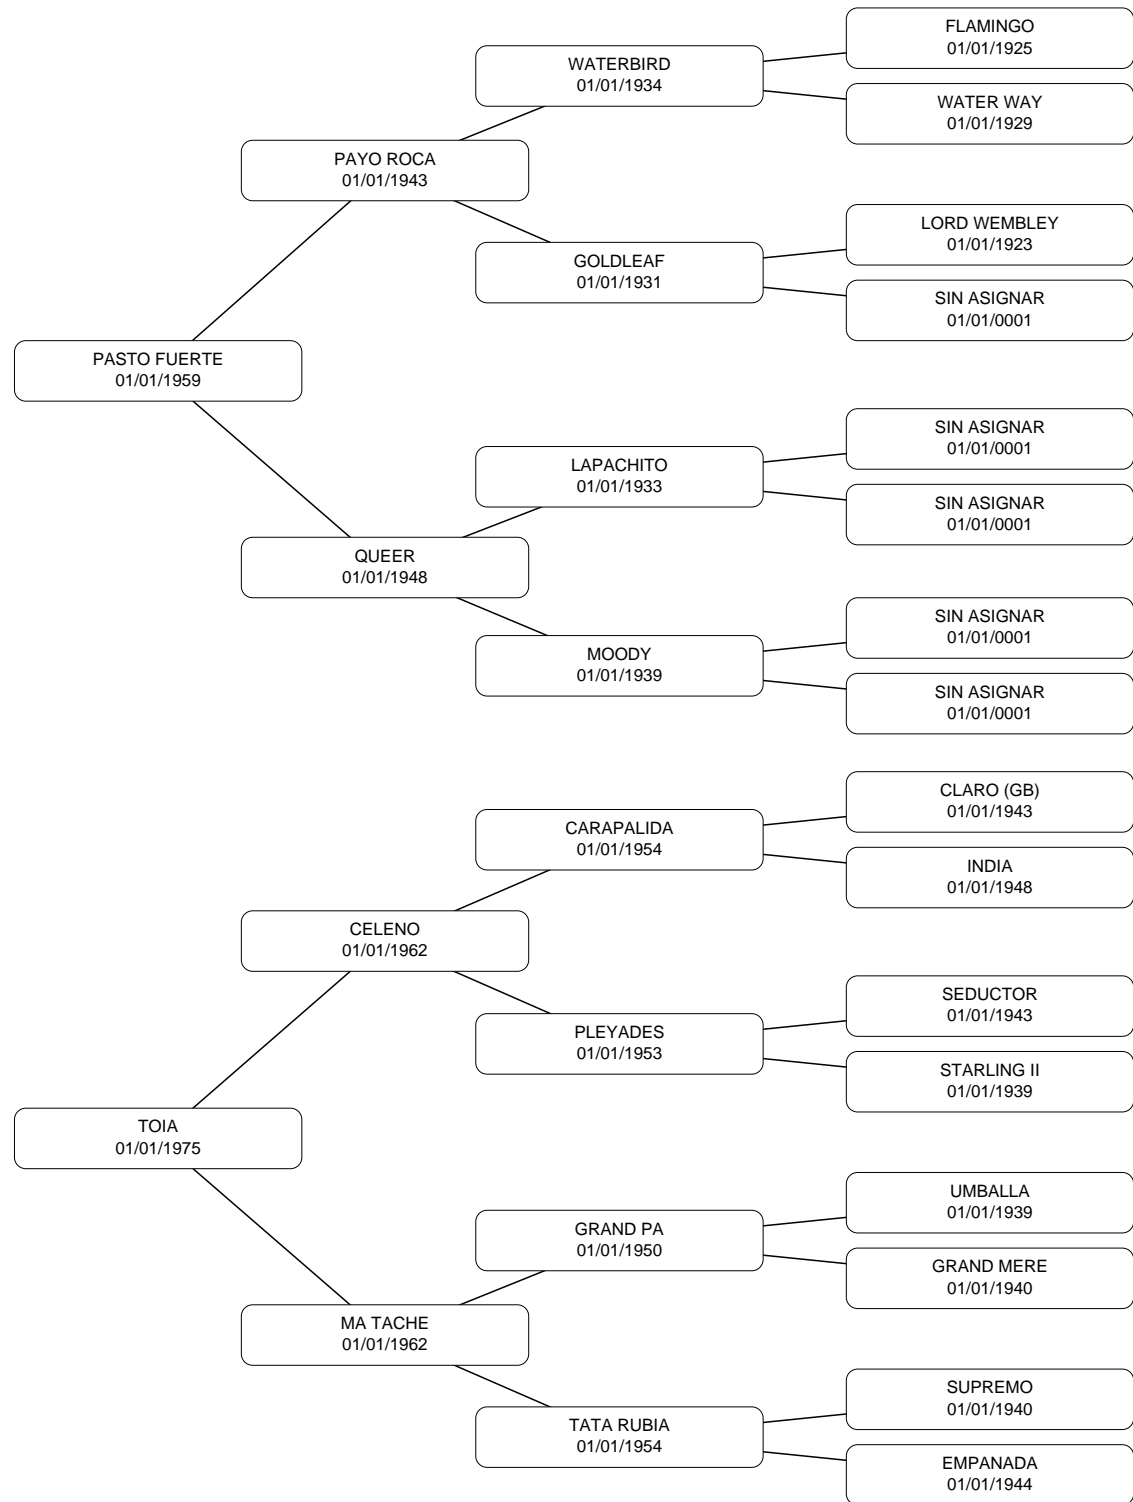 FLAMINGO
01/01/1925
WATERBIRD
01/01/1934
WATER WAY
01/01/1929
PAYO ROCA
01/01/1943
LORD WEMBLEY
01/01/1923
GOLDLEAF
01/01/1931
SIN ASIGNAR
01/01/0001
PASTO FUERTE
01/01/1959
SIN ASIGNAR
01/01/0001
LAPACHITO
01/01/1933
SIN ASIGNAR
01/01/0001
QUEER
01/01/1948
SIN ASIGNAR
01/01/0001
MOODY
01/01/1939
SIN ASIGNAR
01/01/0001
CLARO (GB)
01/01/1943
CARAPALIDA
01/01/1954
INDIA
01/01/1948
CELENO
01/01/1962
SEDUCTOR
01/01/1943
PLEYADES
01/01/1953
STARLING II
01/01/1939
TOIA
01/01/1975
UMBALLA
01/01/1939
GRAND PA
01/01/1950
GRAND MERE
01/01/1940
MA TACHE
01/01/1962
SUPREMO
01/01/1940
TATA RUBIA
01/01/1954
EMPANADA
01/01/1944